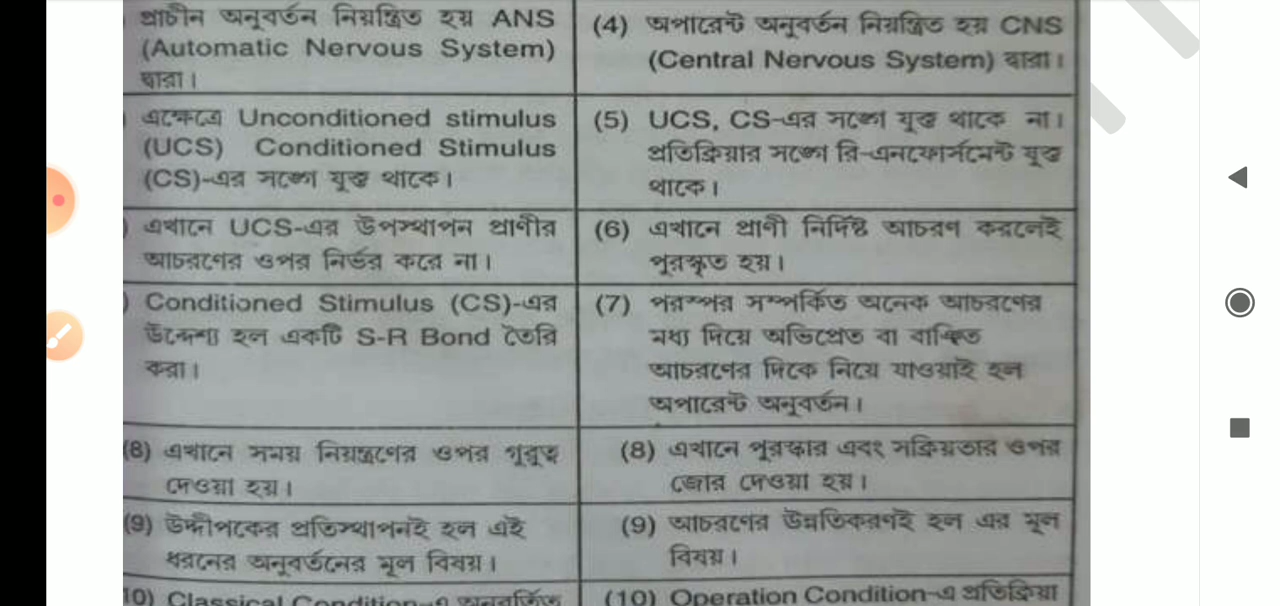 প্রাচীন অনুবর্তন নিয়ন্ত্রিত হয় ANS
(Automatic Nervous System)
দ্বারা।
এক্ষেত্রে Unconditioned stimulus
(UCS) Conditioned Stimulus
(CS)-এর সঙ্গে যুক্ত থাকে।
) এখানে UCS-এর উপস্থাপন প্রাণীর
আচরণের ওপর নির্ভর করে না।
) Conditioned Stimulus (CS)-এর
উদ্দেশ্য হল একটি S-R Bond তৈরি
করা।
(8) এখানে সময় নিয়ন্ত্রণের ওপর গুরুত্ব
দেওয়া হয়।
(9) উদ্দীপকের প্রতিস্থাপনই হল এই
ধরনের অনুবর্তনের মূল বিষয়।
10) Classical Condition-এ অনুবর্তিত
(4) অপারেন্ট অনুবর্তন নিয়ন্ত্রিত হয় CNS
(Central Nervous System) দ্বারা।
(5) UCS, CS-এর সঙ্গে যুক্ত থাকে না।
প্রতিক্রিয়ার সঙ্গে রি-এনফোর্সমেন্ট যুক্ত
থাকে।
(6) এখানে প্রাণী নির্দিষ্ট আচরণ করলেই
পুরস্কৃত হয়।
(7) পরস্পর সম্পর্কিত অনেক আচরণের
মধ্য দিয়ে অভিপ্রেত বা বাঞ্ছিত
আচরণের দিকে নিয়ে যাওয়াই হল
অপারেন্ট অনুবর্তন।
(8) এখানে পুরস্কার এবং সক্রিয়তার ওপর
জোর দেওয়া হয়।
(9) আচরণের উন্নতিকরণই হল এর মূল
বিষয়।
(10) Operation Condition-এ প্রতিক্রিয়া